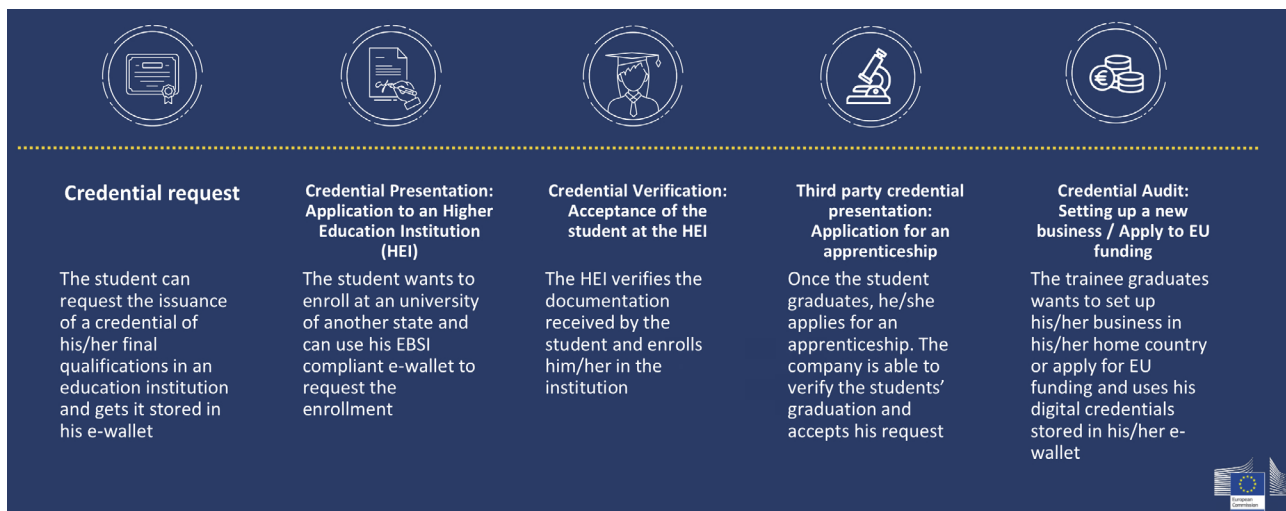 Credential request
The student can
request the issuance
of a credential of
his/her final
qualifications in an
education institution
and gets it stored in
his e-wallet
Credential Presentation:
Application to an Higher
Education Institution
(HEI)
The student wants to
enroll at an university
of another state and
can use his EBSI
compliant e-wallet to
request the
enrollment
Credential Verification:
Acceptance of the
student at the HEI
The HEI verifies the
documentation
received by the
student and enrolls
him/her in the
institution
Third party credential
presentation:
Application for an
apprenticeship
Once the student
graduates, he/she
applies for an
apprenticeship. The
company is able to
verify the students’
graduation and
accepts his request
Credential Audit:
Setting up a new
business / Apply to EU
funding
The trainee graduates
wants to set up
his/her business in
his/her home country
or apply for EU
funding and uses his
digital credentials
stored in his/her e-
wallet
European
Commission